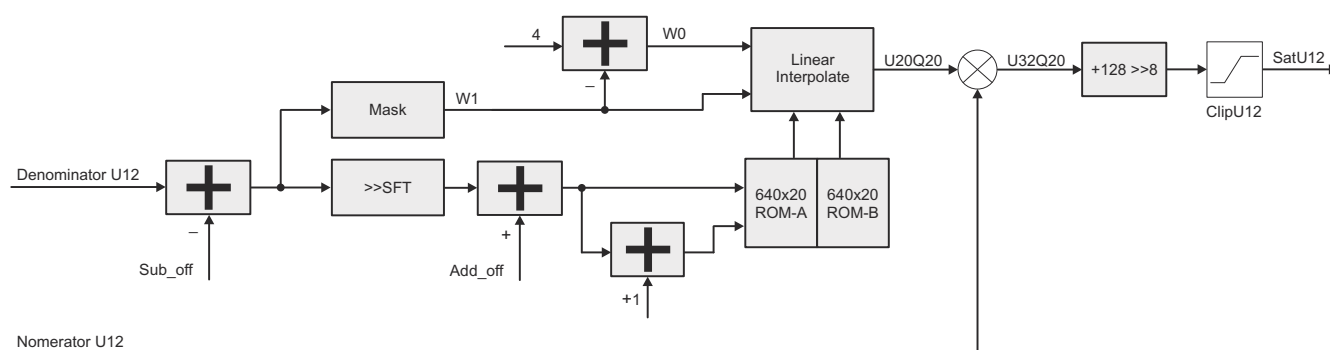 4
W0
Linear
Interpolate
U20Q20
U32Q20
+128 >>8
SatU12
ClipU12
–
Mask
W1
Denominator U12
>>SFT
640x20
ROM-A
640x20
ROM-B
–
+
Sub_off
Add_off
+1
Nomerator U12